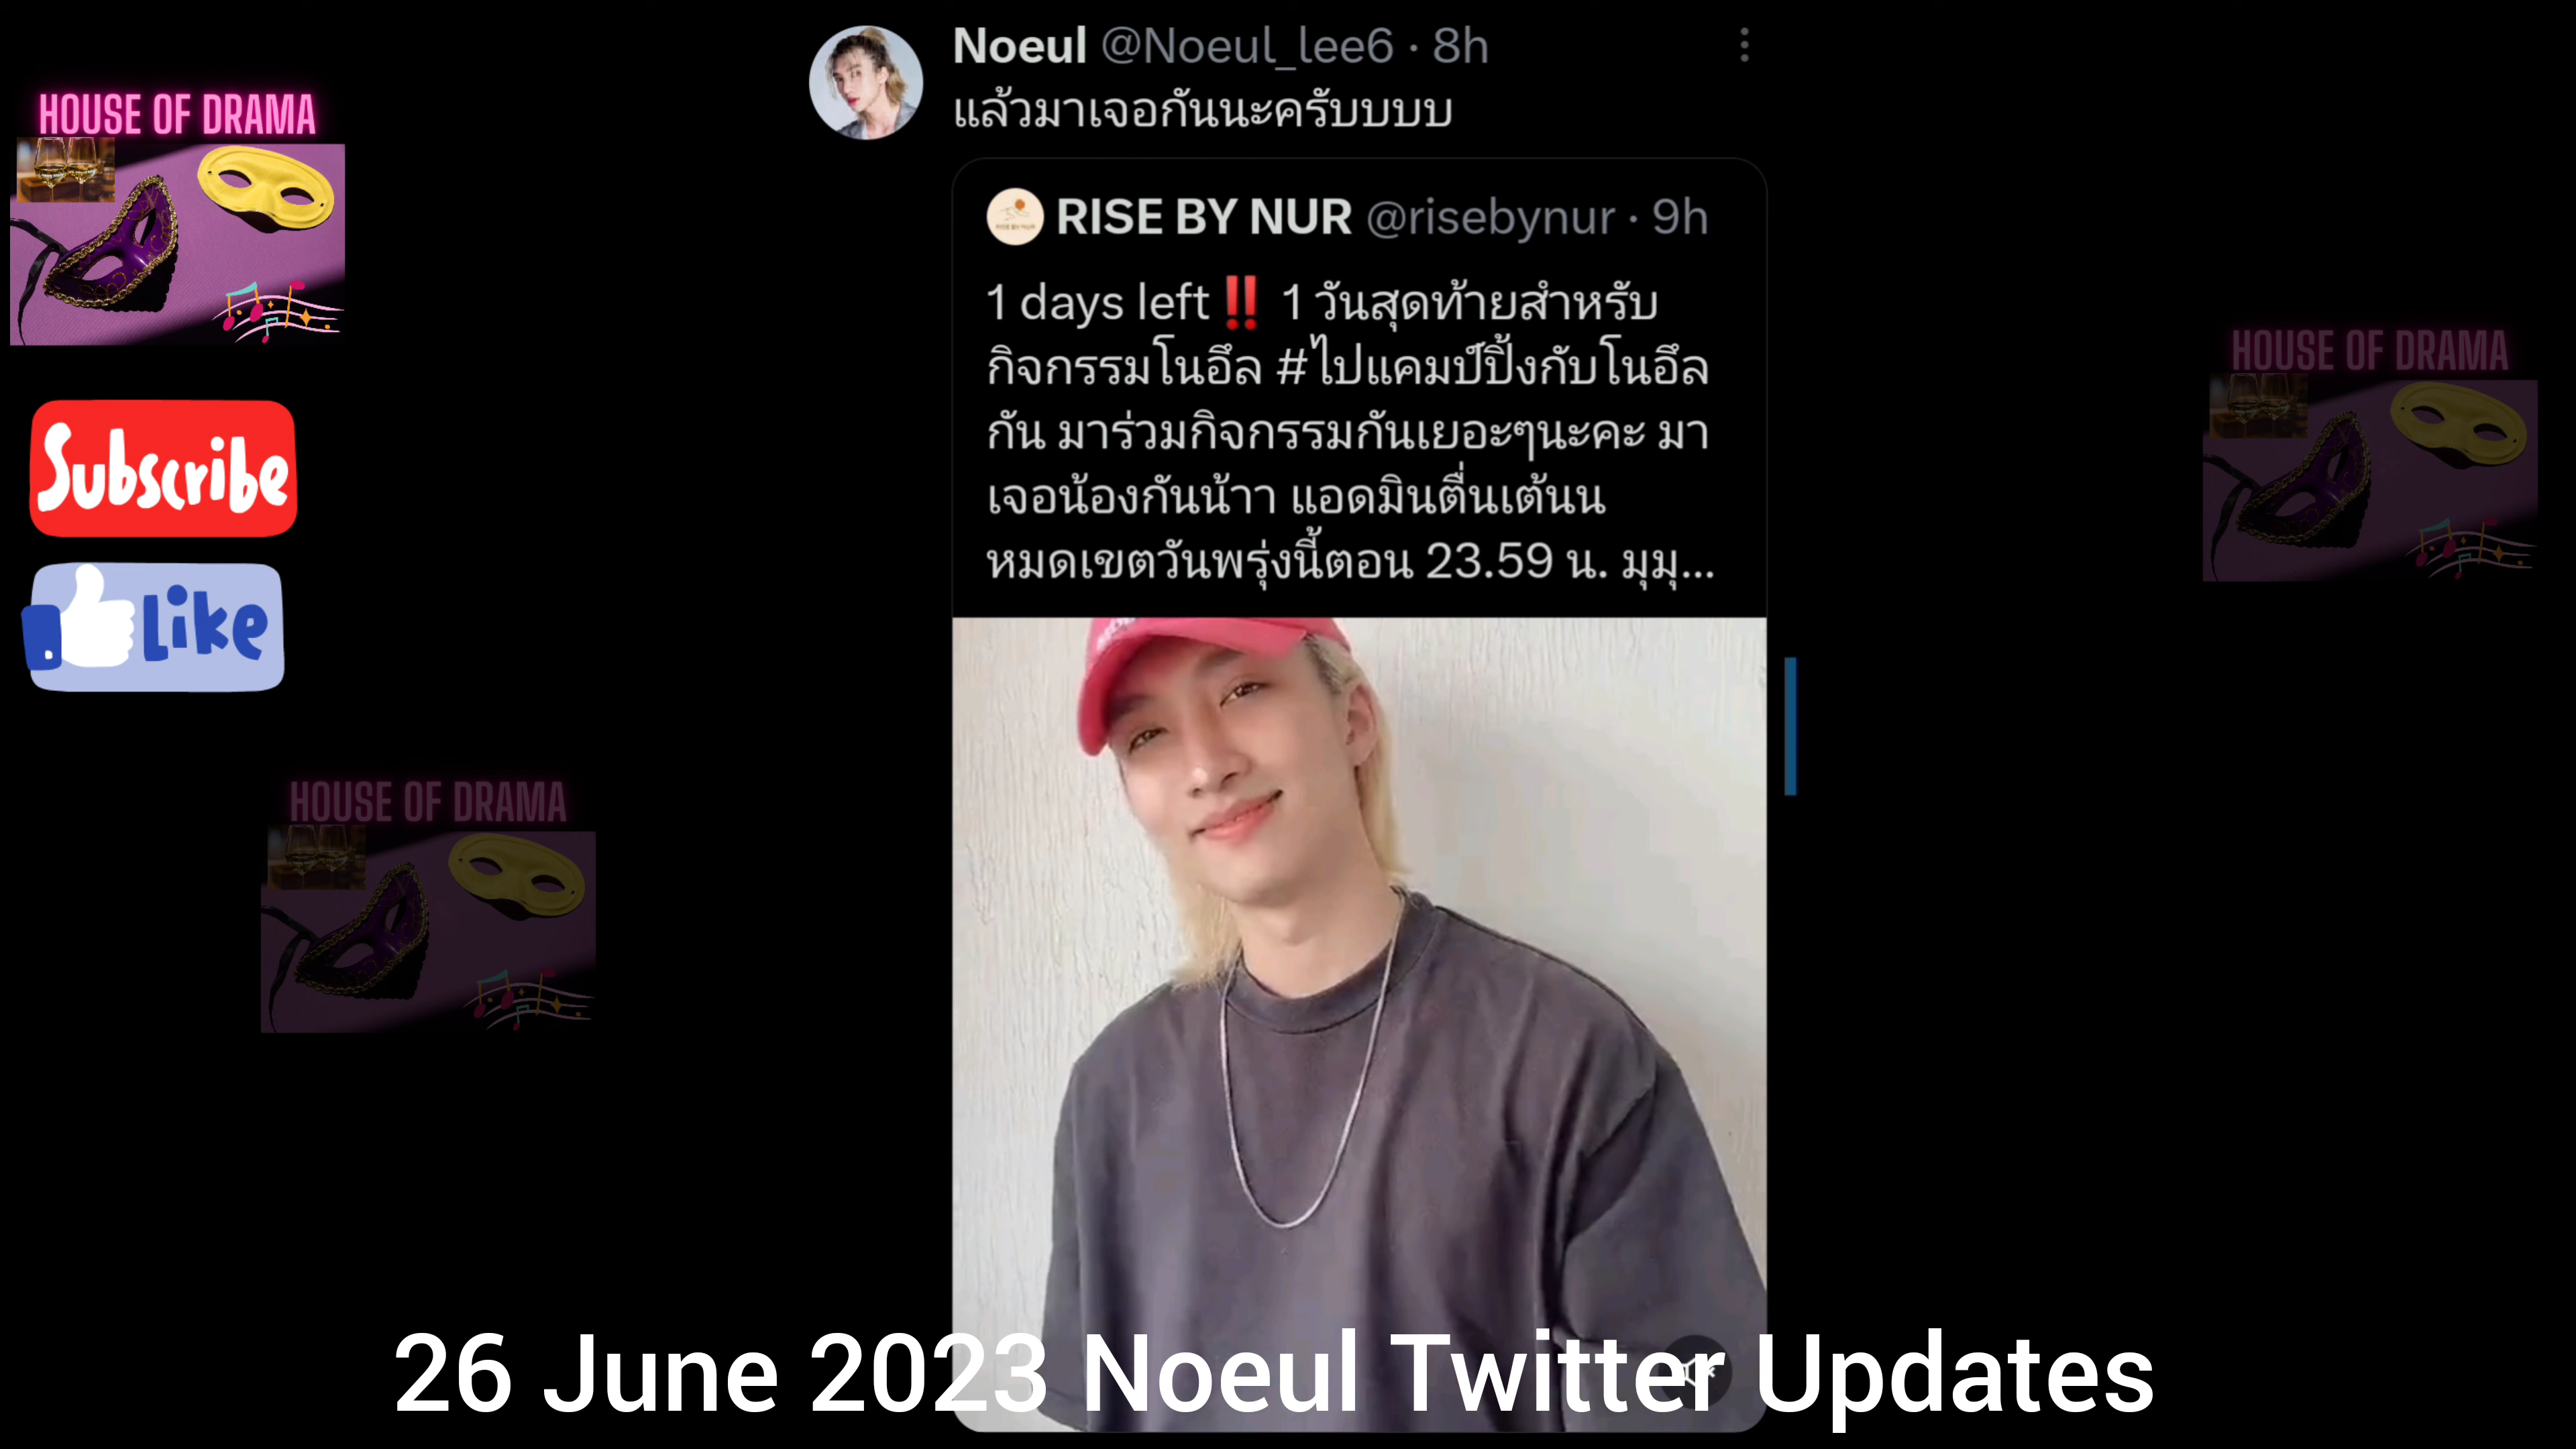 HOUSE OF DRAMA
Subscribe
Like
HOUSE OF DRAMA
HOUSE OF DRAMA
Noeul @Noeul_lee6 · 8h
แล้วมาเจอกันนะครับบบบ
RISE BY NUR @risebynur · 9h
1 days left‼️ 1 วันสุดท้ายสำหรับ
กิจกรรมโนอึล #ไปแคมป์ปิ้งกับโนอึล
กัน มาร่วมกิจกรรมกันเยอะๆนะคะ มา
เจอน้องกันน้าา แอดมินตื่นเต้นน
หมดเขตวันพรุ่งนี้ตอน 23.59 น. มุมุ...
26 June 2023 Noeul Twitter Updates